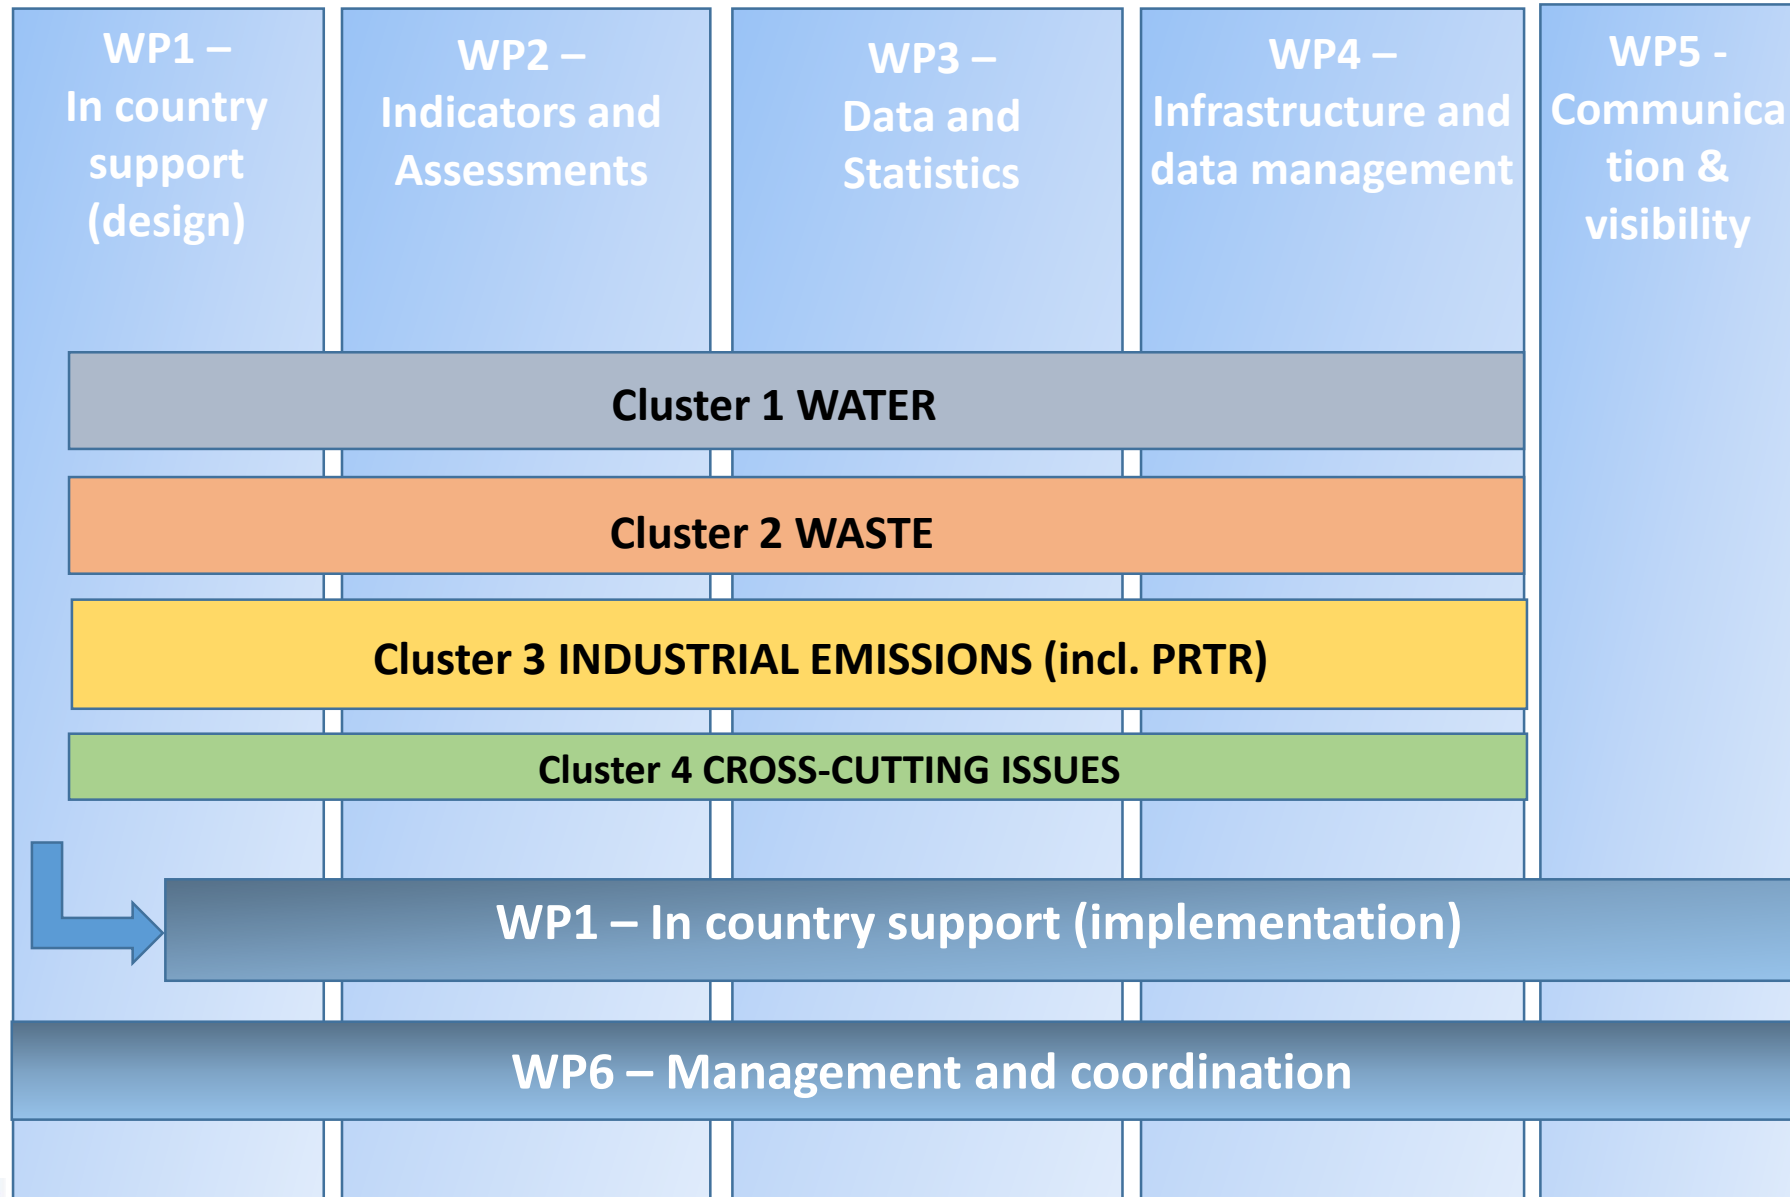 WP1 –
In country
support
(design)
WP2 –
Indicators and
Assessments
WP3 –
Data and
Statistics
WP4 –
Infrastructure and
data management
WP5 -
Communica
tion &
visibility
Cluster 1 WATER
Cluster 2 WASTE
Cluster 3 INDUSTRIAL EMISSIONS (incl. PRTR)
Cluster 4 CROSS-CUTTING ISSUES
WP1 – In country support (implementation)
WP6 – Management and coordination